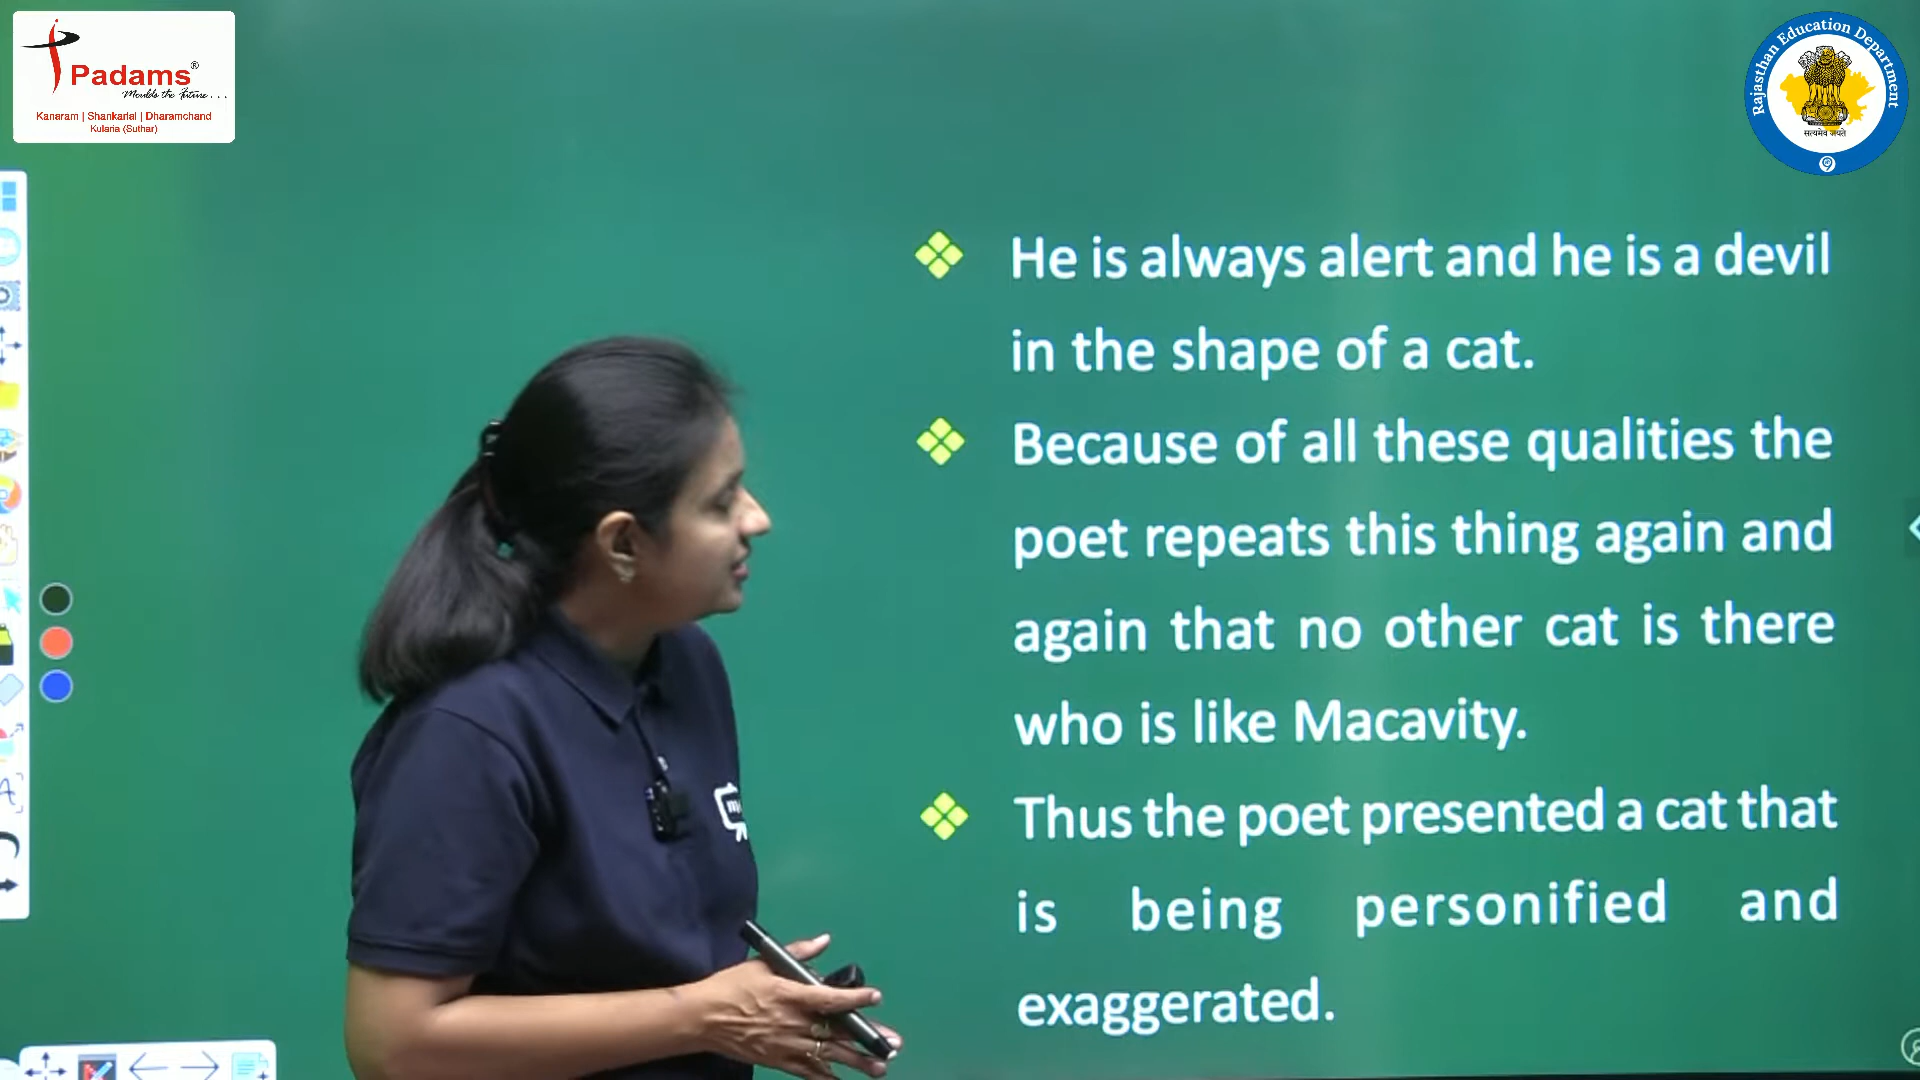 Padams®
Moulds the Future...
Kanaram | Shankarlal | Dharamchand
Kularia (Suthar)
Rajasthan Education Department
सत्यमेव जयते
He is always alert and he is a devil
in the shape of a cat.
Because of all these qualities the
poet repeats this thing again and
again that no other cat is there
who is like Macavity.
Thus the poet presented a cat that
is being personified and
exaggerated.